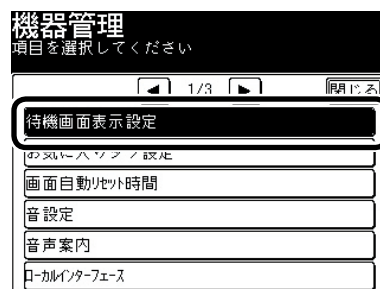 機器管理
項目を選択してください
◀ 1/3 ▶ 閉じる
待機画面表示設定
画面自動リセット時間
音設定
音声案内
ローカルインターフェース